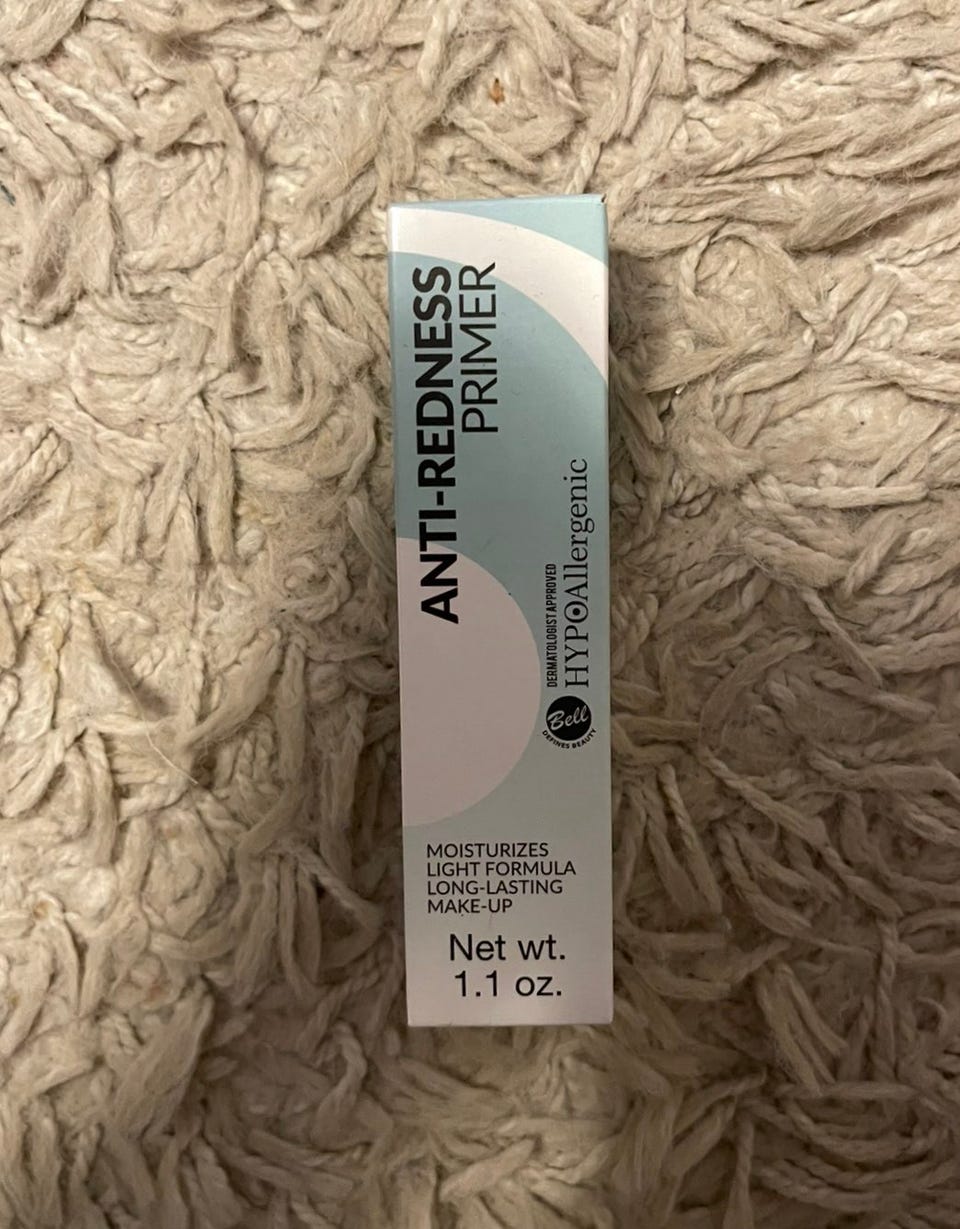 ANTI-REDNESS
PRIMER
DERMATOLOGIST APPROVED
HYPOAllergenic
Bell
DEFINES BEAUTY
MOISTURIZES
LIGHT FORMULA
LONG-LASTING
MAKE-UP
Net wt.
1.1 oz.